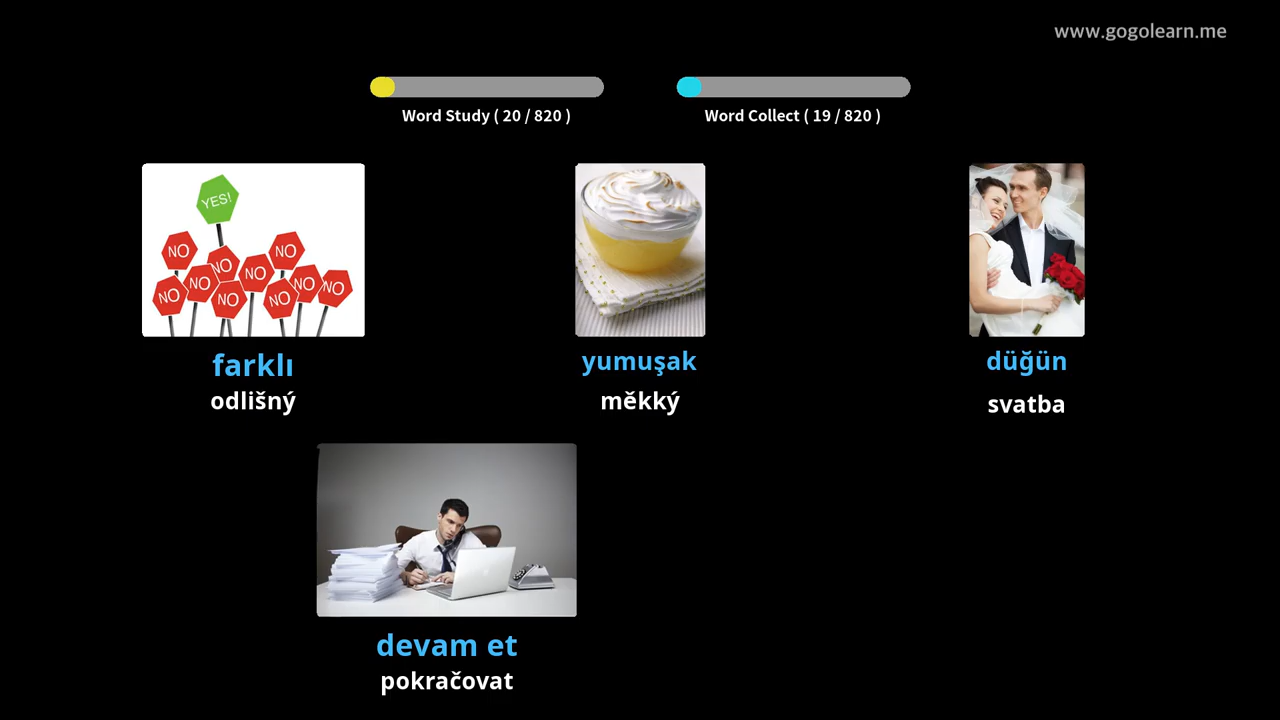 www.gogolearn.me
Word Study ( 20 / 820 )
Word Collect ( 19 / 820 )
YES!
NO
NO
NO
NO
NO
NO
NO
NO
NO
NO
farklı
odlišný
yumuşak
měkký
düğün
svatba
devam et
pokračovat